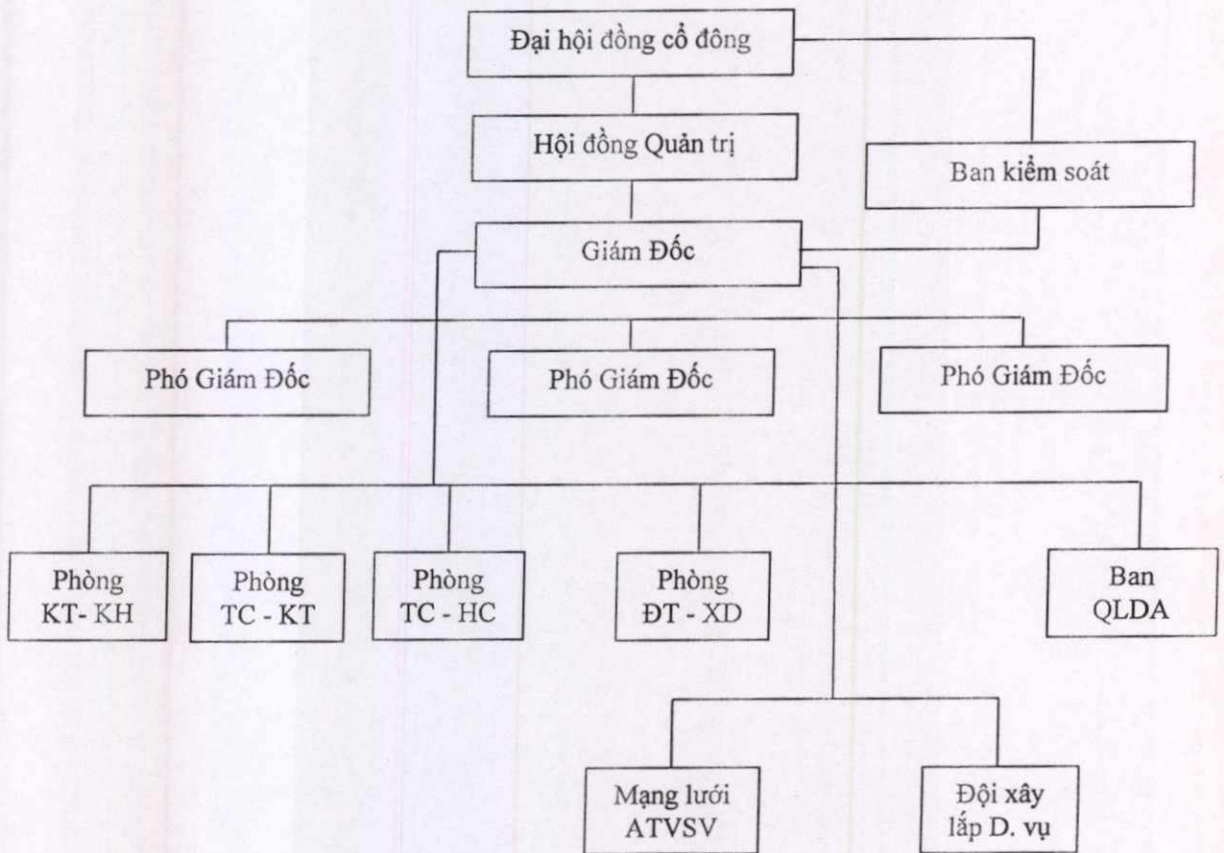 Đại hội đồng cổ đông
Hội đồng Quản trị
Ban kiểm soát
Giám Đốc
Phó Giám Đốc
Phó Giám Đốc
Phó Giám Đốc
Phòng
KT- KH
Phòng
TC - KT
Phòng
TC - HC
Phòng
ĐT - XD
Ban
QLDA
Mạng lưới
ATVSV
Đội xây
lắp D. vụ